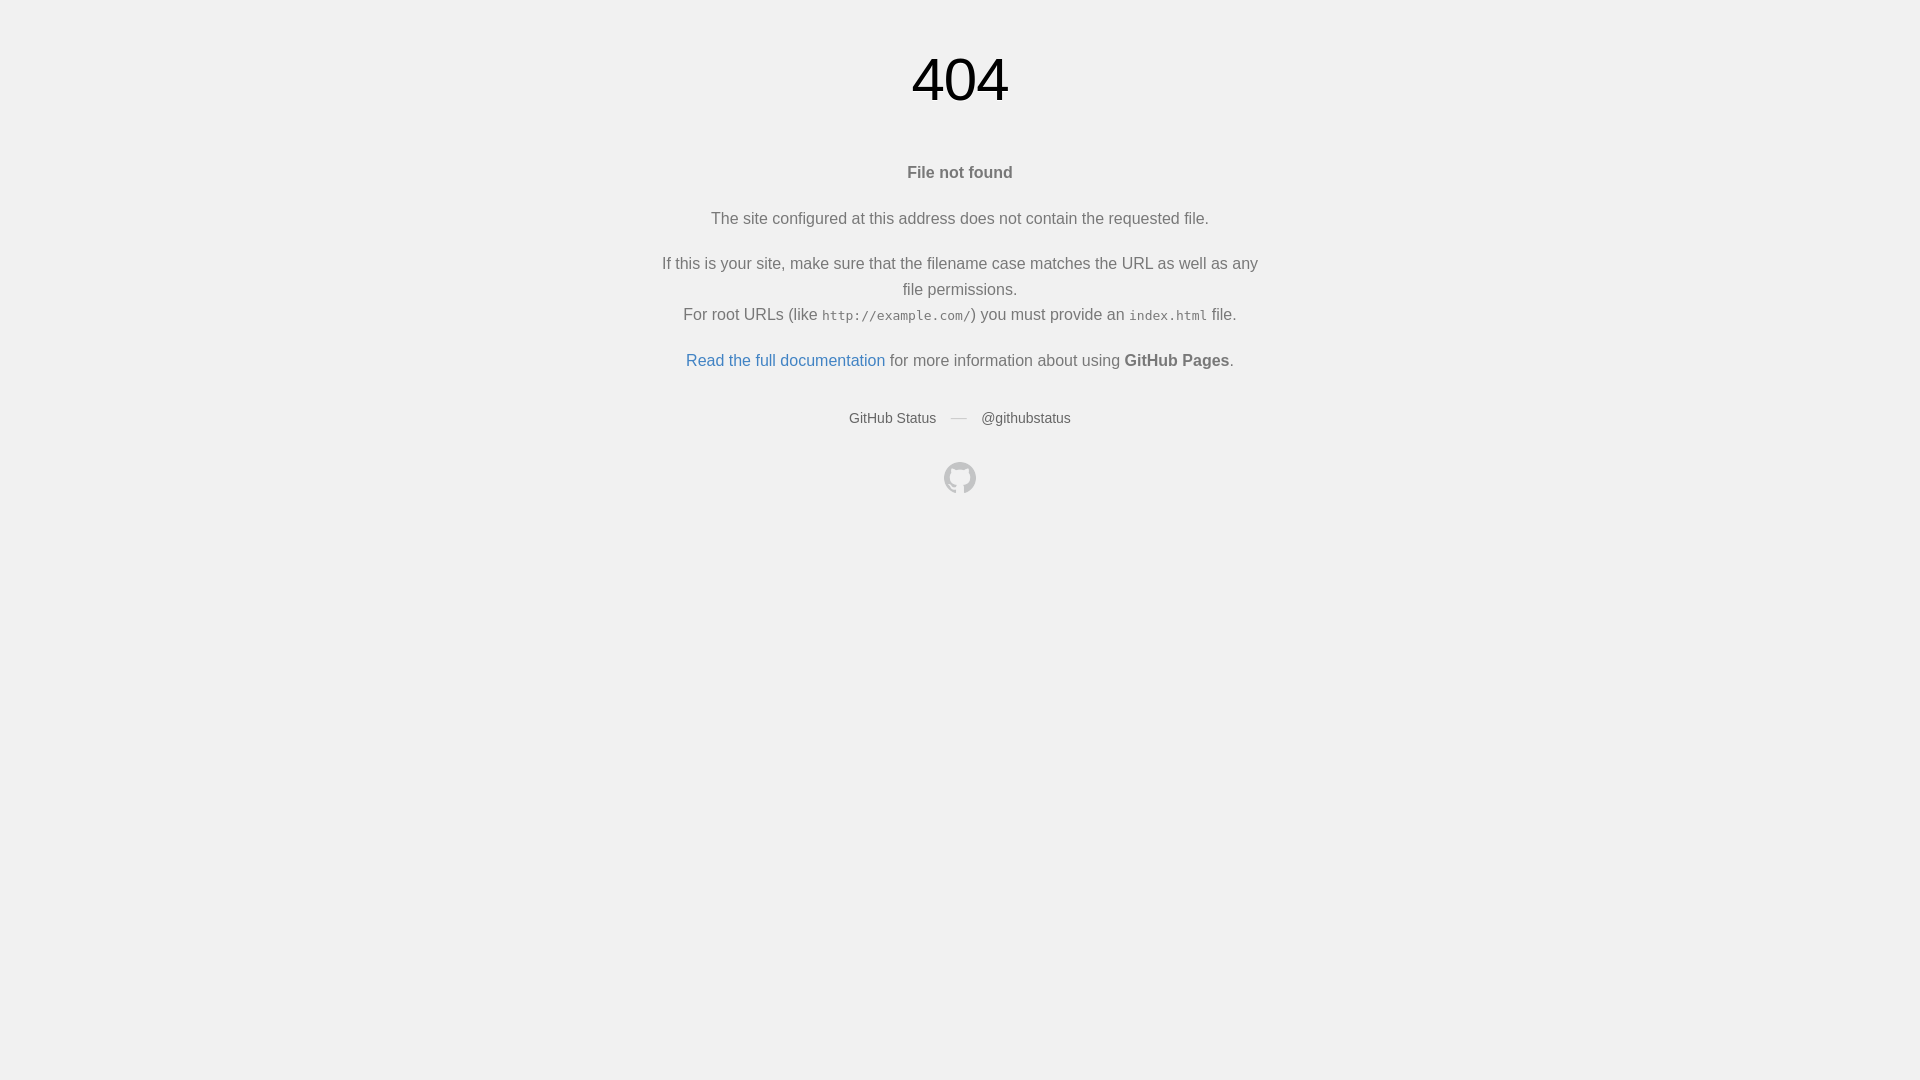 404
File not found
The site configured at this address does not contain the requested file.
If this is your site, make sure that the filename case matches the URL as well as any
file permissions.
For root URLs (like http://example.com/) you must provide an index.html file.
Read the full documentation for more information about using GitHub Pages.
GitHub Status — @githubstatus